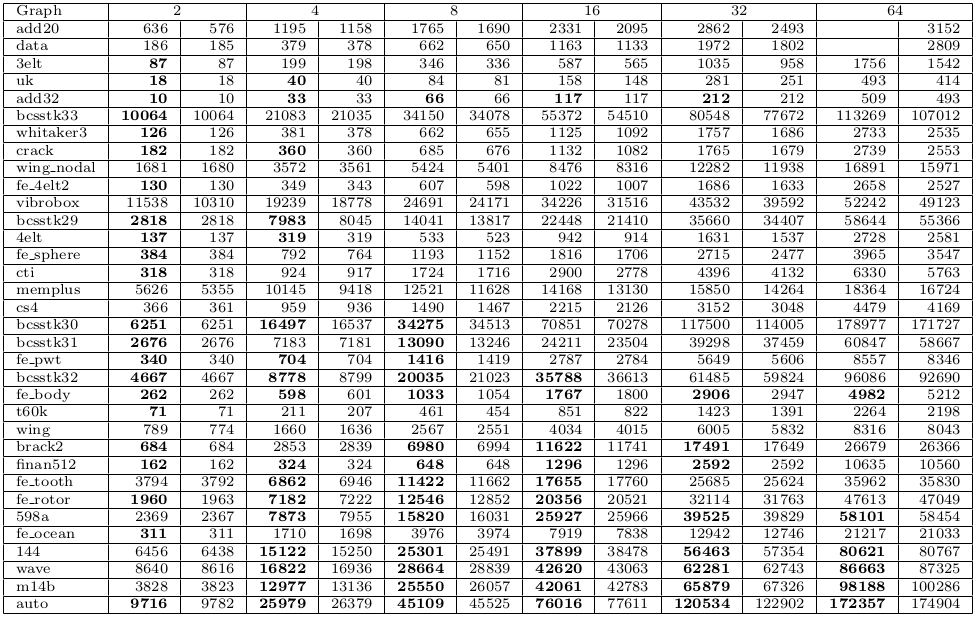 Graph 2 4 8 16 32 64
add20 636 576 1195 1158 1765 1690 2331 2095 2862 2493 3152
data 186 185 379 378 662 650 1163 1133 1972 1802 2809
3elt 87 87 199 198 346 336 587 565 1035 958 1756 1542
uk 18 18 40 40 84 81 158 148 281 251 493 414
add32 10 10 33 33 66 66 117 117 212 212 509 493
bcsstk33 10064 10064 21083 21035 34150 34078 55372 54510 80548 77672 113269 107012
whitaker3 126 126 381 378 662 655 1125 1092 1757 1686 2733 2535
crack 182 182 360 360 685 676 1132 1082 1765 1679 2739 2553
wing_nodal 1681 1680 3572 3561 5424 5401 8476 8316 12282 11938 16891 15971
fe_4elt2 130 130 349 343 607 598 1022 1007 1686 1633 2658 2527
vibrobox 11538 10310 19239 18778 24691 24171 34226 31516 43532 39592 52242 49123
bcsstk29 2818 2818 7983 8045 14041 13817 22448 21410 35660 34407 58644 55366
4elt 137 137 319 319 533 523 942 914 1631 1537 2728 2581
fe_sphere 384 384 792 764 1193 1152 1816 1706 2715 2477 3965 3547
cti 318 318 924 917 1724 1716 2900 2778 4396 4132 6330 5763
memplus 5626 5355 10145 9418 12521 11628 14168 13130 15850 14264 18364 16724
cs4 366 361 959 936 1490 1467 2215 2126 3152 3048 4479 4169
bcsstk30 6251 6251 16497 16537 34275 34513 70851 70278 117500 114005 178977 171727
bcsstk31 2676 2676 7183 7181 13090 13246 24211 23504 39298 37459 60847 58667
fe_pwt 340 340 704 704 1416 1419 2787 2784 5649 5606 8557 8346
bcsstk32 4667 4667 8778 8799 20035 21023 35788 36613 61485 59824 96086 92690
fe_body 262 262 598 601 1033 1054 1767 1800 2906 2947 4982 5212
t60k 71 71 211 207 461 454 851 822 1423 1391 2264 2198
wing 789 774 1660 1636 2567 2551 4034 4015 6005 5832 8316 8043
brack2 684 684 2853 2839 6980 6994 11622 11741 17491 17649 26679 26366
finan512 162 162 324 324 648 648 1296 1296 2592 2592 10635 10560
fe_tooth 3794 3792 6862 6946 11422 11662 17655 17760 25685 25624 35962 35830
fe_rotor 1960 1963 7182 7222 12546 12852 20356 20521 32114 31763 47613 47049
598a 2369 2367 7873 7955 15820 16031 25927 25966 39525 39829 58101 58454
fe_ocean 311 311 1710 1698 3976 3974 7919 7838 12942 12746 21217 21033
144 6456 6438 15122 15250 25301 25491 37899 38478 56463 57354 80621 80767
wave 8640 8616 16822 16936 28664 28839 42620 43063 62281 62743 86663 87325
m14b 3828 3823 12977 13136 25550 26057 42061 42783 65879 67326 98188 100286
auto 9716 9782 25979 26379 45109 45525 76016 77611 120534 122902 172357 174904